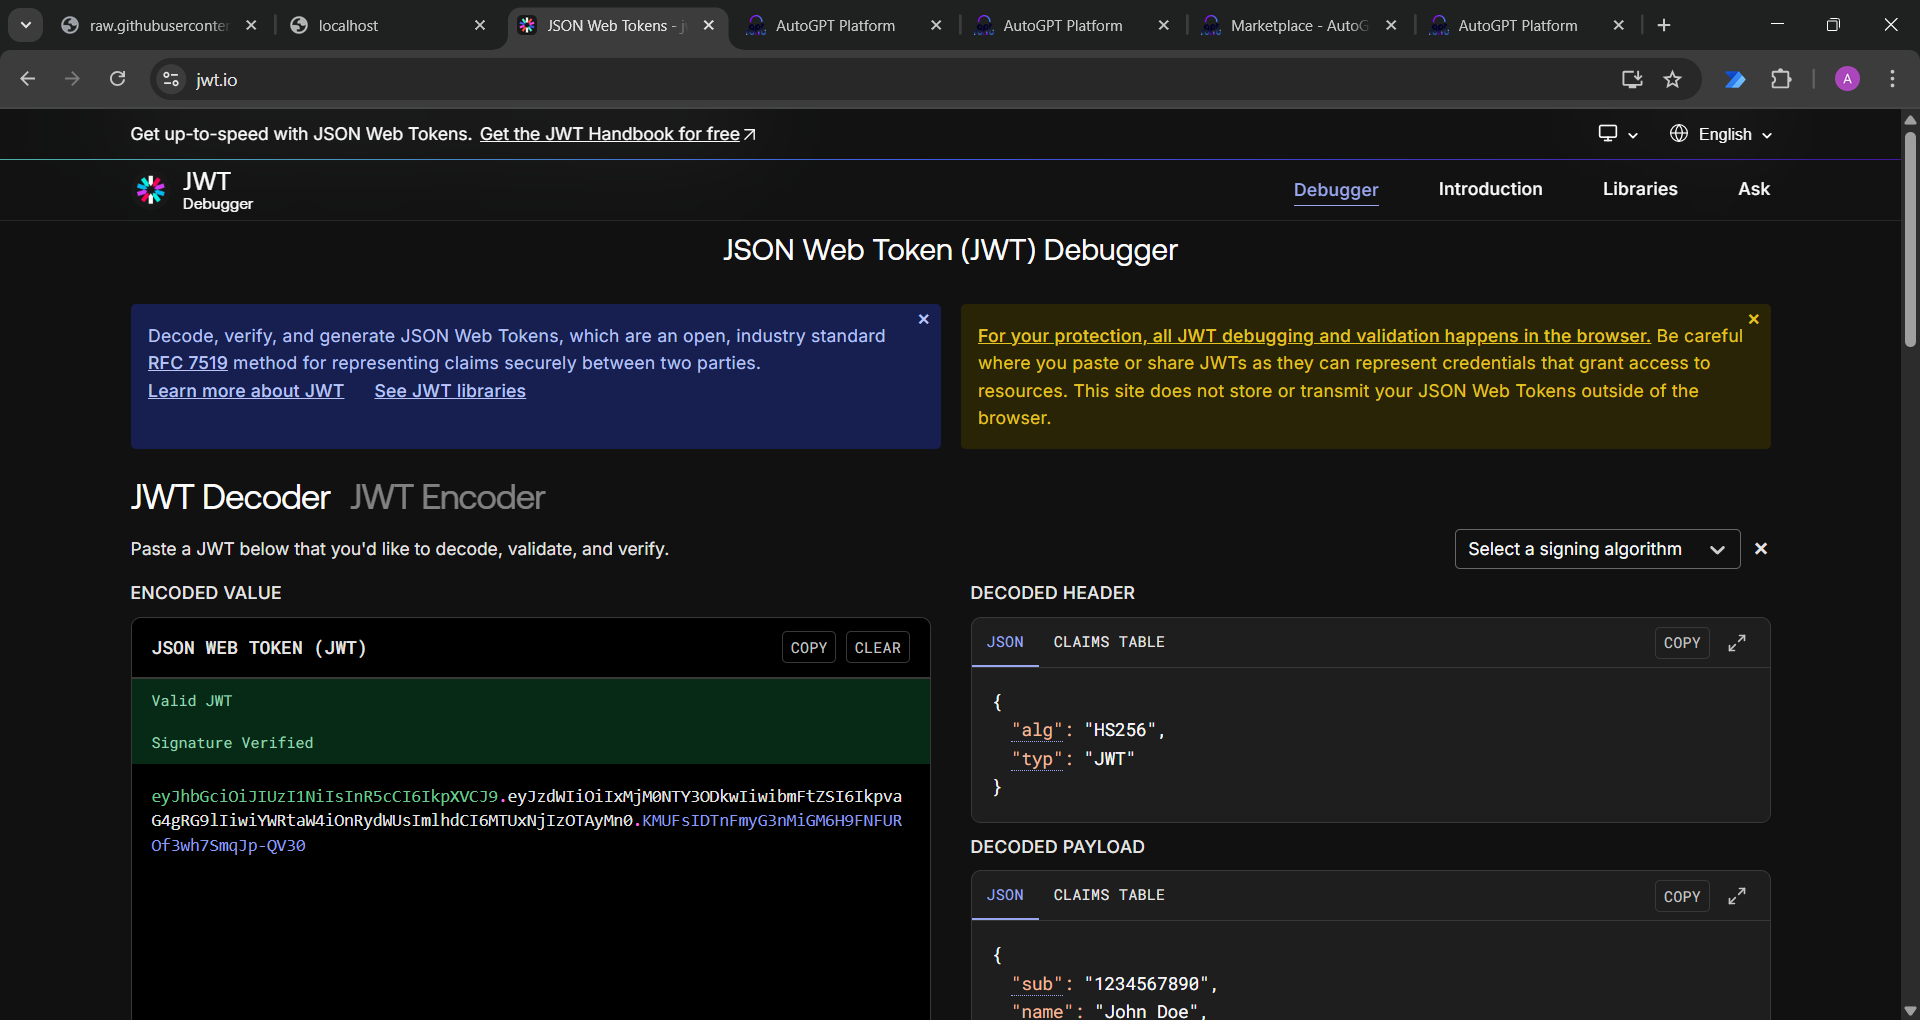 raw.githubuserconter
localhost
JSON Web Tokens - j
AutoGPT Platform
AutoGPT Platform
Marketplace - AutoG
AutoGPT Platform
jwt.io
A
Get up-to-speed with JSON Web Tokens. Get the JWT Handbook for free
English
JWT
Debugger
Debugger
Introduction
Libraries
Ask
JSON Web Token (JWT) Debugger
Decode, verify, and generate JSON Web Tokens, which are an open, industry standard
RFC 7519 method for representing claims securely between two parties.
Learn more about JWT See JWT libraries
For your protection, all JWT debugging and validation happens in the browser. Be careful
where you paste or share JWTs as they can represent credentials that grant access to
resources. This site does not store or transmit your JSON Web Tokens outside of the
browser.
JWT Decoder JWT Encoder
Paste a JWT below that you'd like to decode, validate, and verify.
Select a signing algorithm
ENCODED VALUE
JSON WEB TOKEN (JWT)
COPY
CLEAR
Valid JWT
Signature Verified
eyJhbGciOiJIUzI1NiIsInR5cCI6IkpXVCJ9.eyJzdWIiOiIxMjM0NTY3ODkwIiwibmFtZSI6Ikpva
G4gRG9lIiwiYWRtaW4iOnRydWUsImlhdCI6MTUxNjIzOTAyMn0.KMUFsIDTnFmyG3nMiGM6H9FNFUR
Of3wh7SmqJp-QV30
DECODED HEADER
JSON
CLAIMS TABLE
COPY
{
"alg": "HS256",
"typ": "JWT"
}
DECODED PAYLOAD
JSON
CLAIMS TABLE
COPY
{
"sub": "1234567890",
"name": "John Doe",